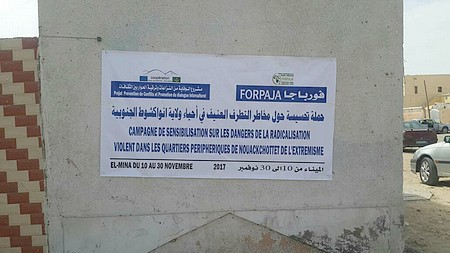 مشروع الوقاية من النزاعات وترقية الحوار بين الثقافات
Projet Prévention de Conflits et Promotion du dialogue Interculturel
FORPAJA فورباجا
حملة تحسيسية حول مخاطر التطرف العنيف في أحياء ولاية انواكشوط الجنوبية
CAMPAGNE DE SENSIBILISATION SUR LES DANGERS DE LA RADICALISATION
VIOLENT DANS LES QUARTIERS PERIPHERIQUES DE NOUACKCHOTTET DE L'EXTREMISME
EL-MINA DU 10 AU 30 NOVEMBRE 2017 الميناء من 10 الى 30 نوفمبر